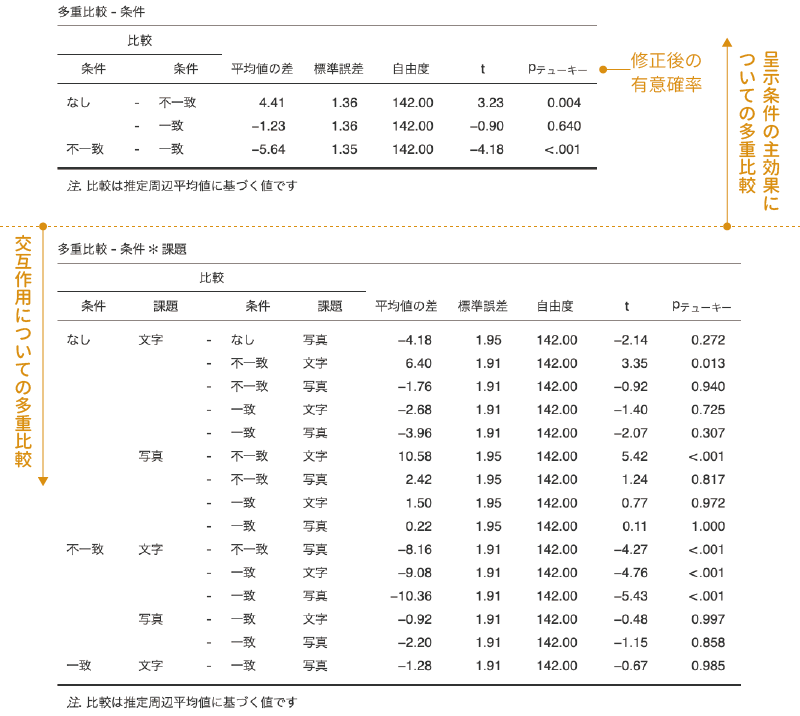 多重比較 - 条件
比較
条件 条件 平均値の差 標準誤差 自由度 t pテューキー
なし - 不一致 4.41 1.36 142.00 3.23 0.004
- 一致 −1.23 1.36 142.00 −0.90 0.640
不一致 - 一致 −5.64 1.35 142.00 −4.18 <.001
注. 比較は推定周辺平均値に基づく値です
修正後の
有意確率
呈示条件の主効果に
ついての多重比較
交互作用についての多重比較
多重比較 - 条件 ＊ 課題
比較
条件 課題 条件 課題 平均値の差 標準誤差 自由度 t pテューキー
なし 文字 - なし 写真 −4.18 1.95 142.00 −2.14 0.272
- 不一致 文字 6.40 1.91 142.00 3.35 0.013
- 不一致 写真 −1.76 1.91 142.00 −0.92 0.940
- 一致 文字 −2.68 1.91 142.00 −1.40 0.725
- 一致 写真 −3.96 1.91 142.00 −2.07 0.307
写真 - 不一致 文字 10.58 1.95 142.00 5.42 <.001
- 不一致 写真 2.42 1.95 142.00 1.24 0.817
- 一致 文字 1.50 1.95 142.00 0.77 0.972
- 一致 写真 0.22 1.95 142.00 0.11 1.000
不一致 文字 - 不一致 写真 −8.16 1.91 142.00 −4.27 <.001
- 一致 文字 −9.08 1.91 142.00 −4.76 <.001
- 一致 写真 −10.36 1.91 142.00 −5.43 <.001
写真 - 一致 文字 −0.92 1.91 142.00 −0.48 0.997
- 一致 写真 −2.20 1.91 142.00 −1.15 0.858
一致 文字 - 一致 写真 −1.28 1.91 142.00 −0.67 0.985
注. 比較は推定周辺平均値に基づく値です